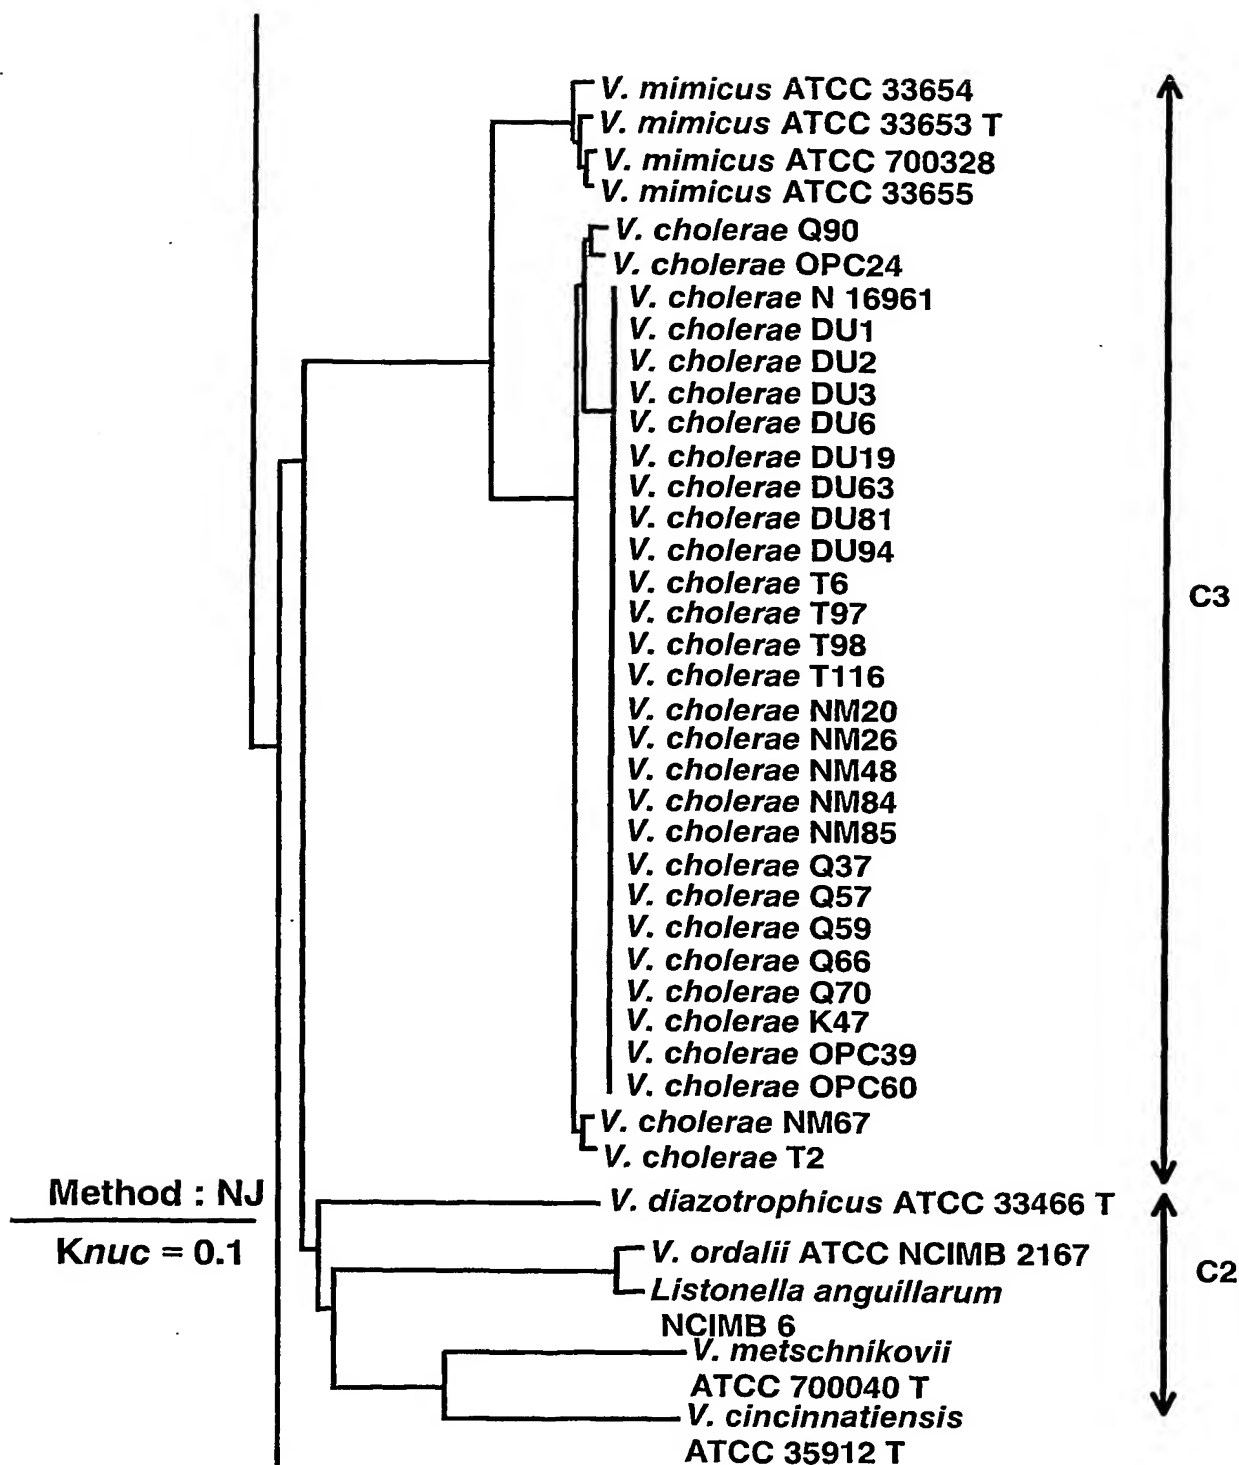 V. mimicus ATCC 33654
V. mimicus ATCC 33653 T
V. mimicus ATCC 700328
V. mimicus ATCC 33655
V. cholerae Q90
V. cholerae OPC24
V. cholerae N 16961
V. cholerae DU1
V. cholerae DU2
V. cholerae DU3
V. cholerae DU6
V. cholerae DU19
V. cholerae DU63
V. cholerae DU81
V. cholerae DU94
V. cholerae T6
C3
V. cholerae T97
V. cholerae T98
V. cholerae T116
V. cholerae NM20
V. cholerae NM26
V. cholerae NM48
V. cholerae NM84
V. cholerae NM85
V. cholerae Q37
V. cholerae Q57
V. cholerae Q59
V. cholerae Q66
V. cholerae Q70
V. cholerae K47
V. cholerae OPC39
V. cholerae OPC60
V. cholerae NM67
V. cholerae T2
Method : NJ
Knuc = 0.1
V. diazotrophicus ATCC 33466 T
V. ordalii ATCC NCIMB 2167
C2
Listonella anguillarum
NCIMB 6
V. metschnikovii
ATCC 700040 T
V. cincinnatiensis
ATCC 35912 T